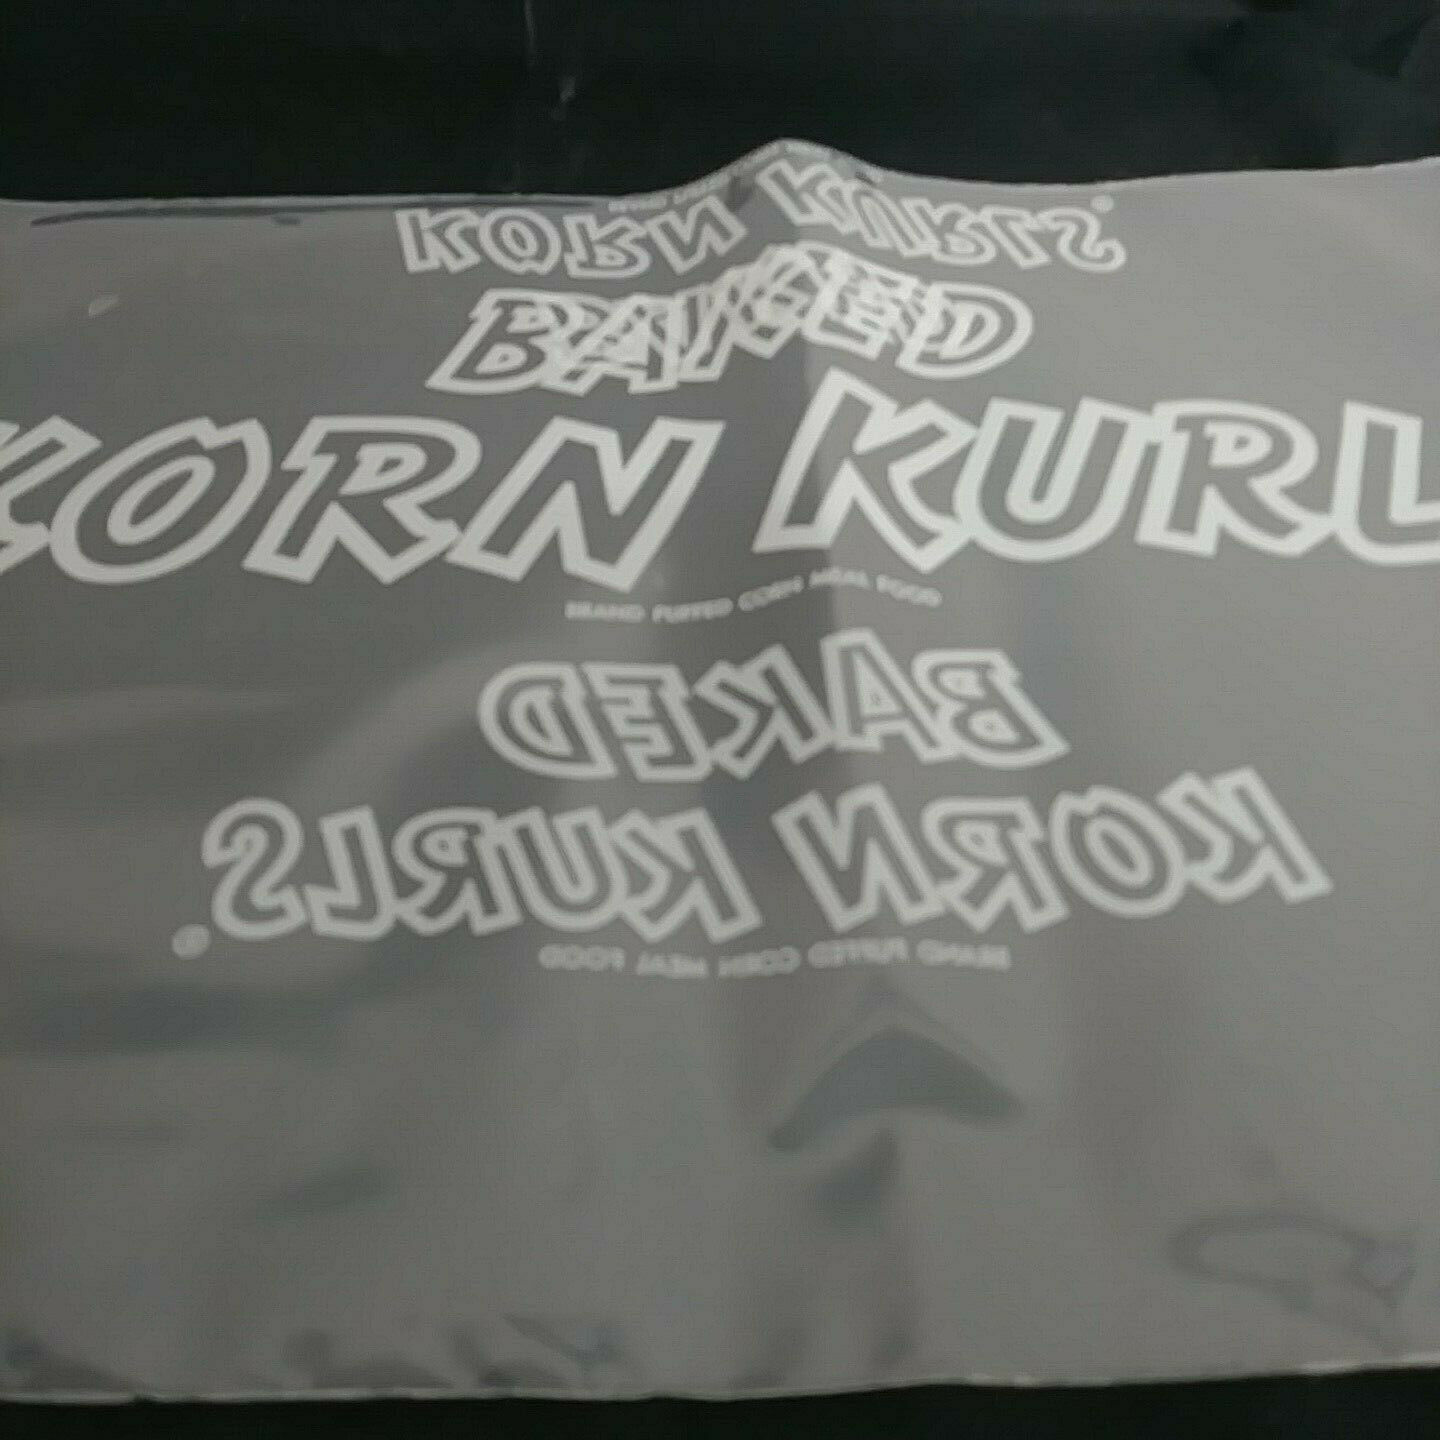 KORN KURLS®
BAKED
KORN KURL
BRAND PUFFED CORN MEAL FOOD
BAKED
KORN KURLS®
BRAND PUFFED CORN MEAL FOOD